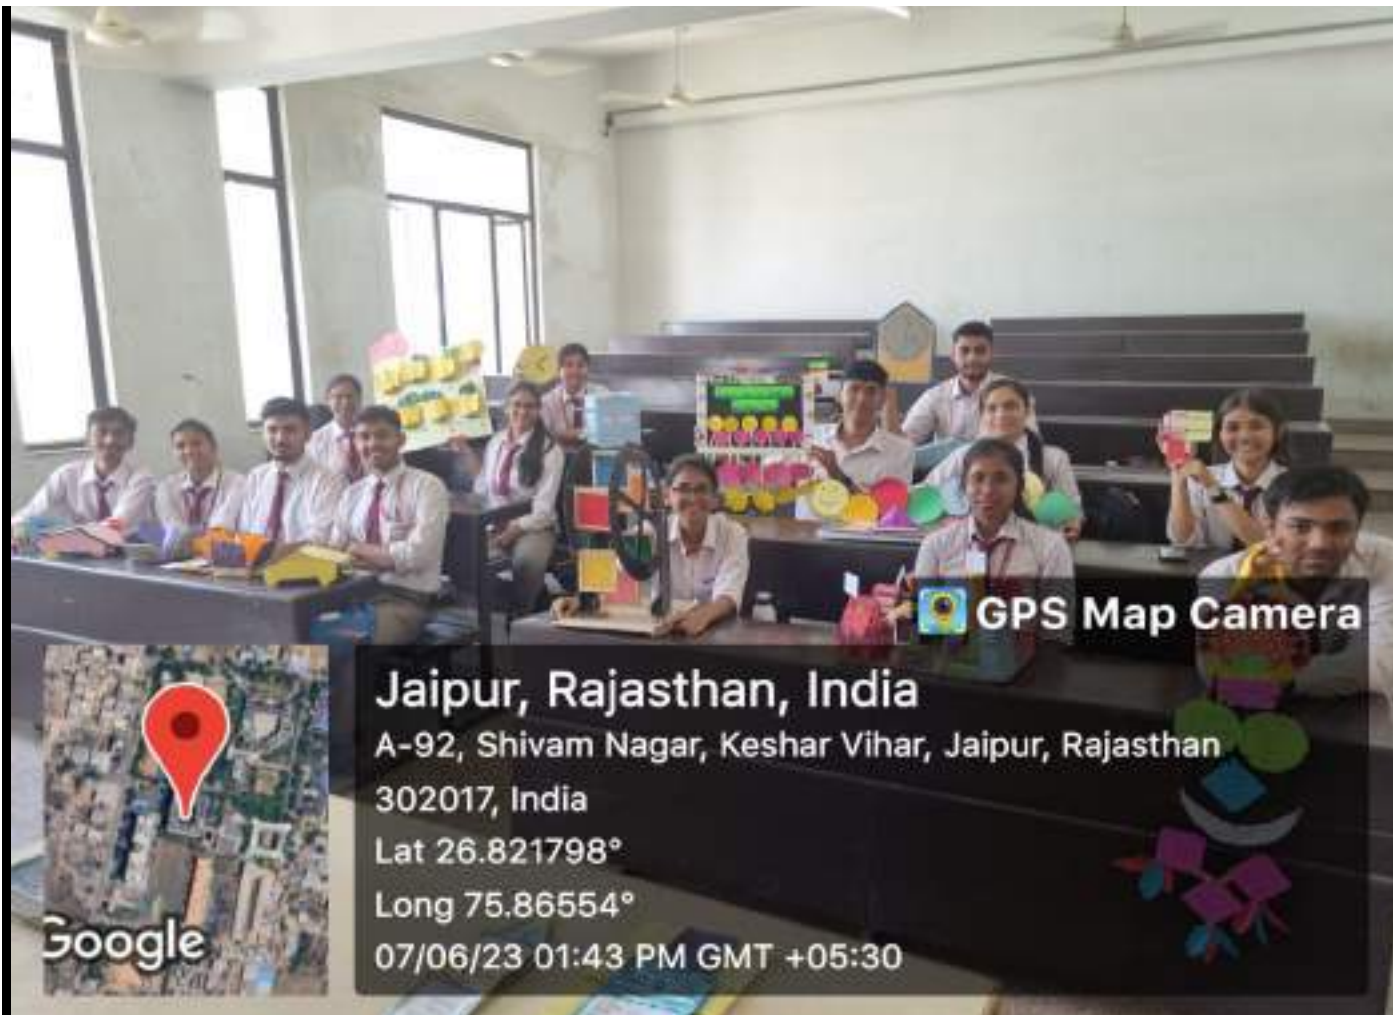 GPS Map Camera
Jaipur, Rajasthan, India
A-92, Shivam Nagar, Keshar Vihar, Jaipur, Rajasthan
302017, India
Lat 26.821798°
Long 75.86554°
07/06/23 01:43 PM GMT +05:30
Google